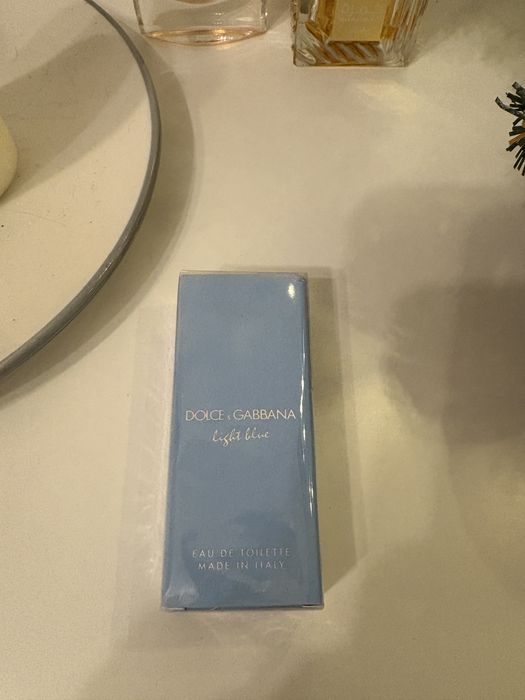 DOLCE & GABBANA
light blue
EAU DE TOILETTE
MADE IN ITALY